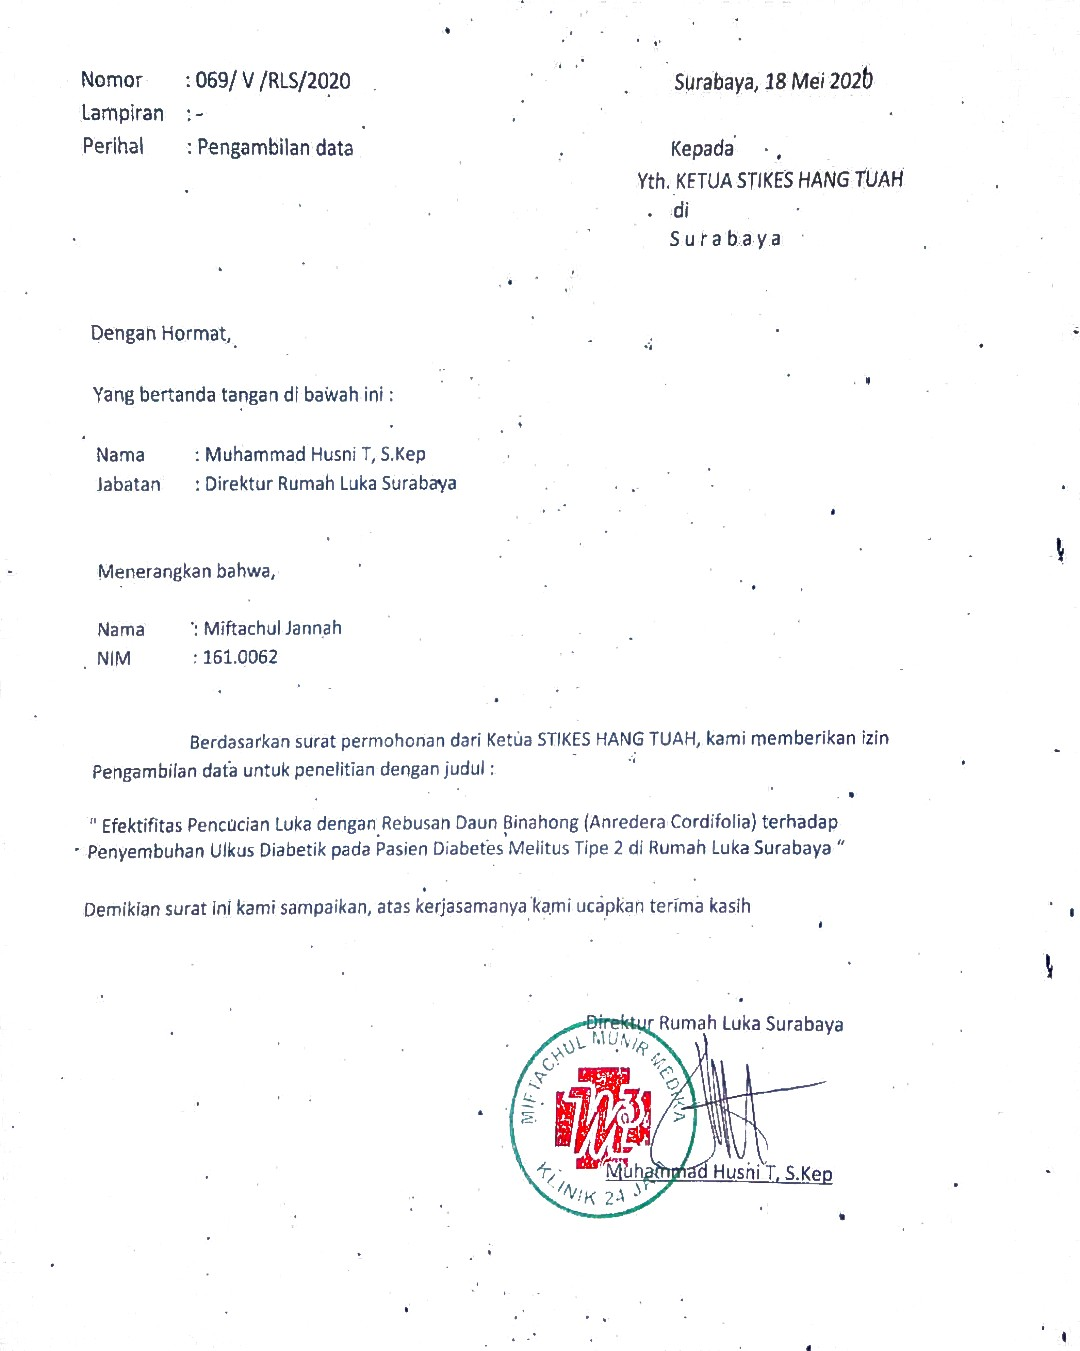 Nomor : 069/ V /RLS/2020
Surabaya, 18 Mei 2020
Lampiran : -
Perihal : Pengambilan data
Kepada
Yth. KETUA STIKES HANG TUAH
di
Surabaya
Dengan Hormat,
Yang bertanda tangan di bawah ini :
Nama : Muhammad Husni T, S.Kep
Jabatan : Direktur Rumah Luka Surabaya
Menerangkan bahwa,
Nama : Miftachul Jannah
NIM : 161.0062
Berdasarkan surat permohonan dari Ketua STIKES HANG TUAH, kami memberikan izin
Pengambilan data untuk penelitian dengan judul :
" Efektifitas Pencucian Luka dengan Rebusan Daun Binahong (Anredera Cordifolia) terhadap
Penyembuhan Ulkus Diabetik pada Pasien Diabetes Melitus Tipe 2 di Rumah Luka Surabaya "
Demikian surat ini kami sampaikan, atas kerjasamanya kami ucapkan terima kasih
Direktur Rumah Luka Surabaya
MIFTACHUL MUNIR MEDIKA
KLINIK 24 JAM
Muhammad Husni T, S.Kep